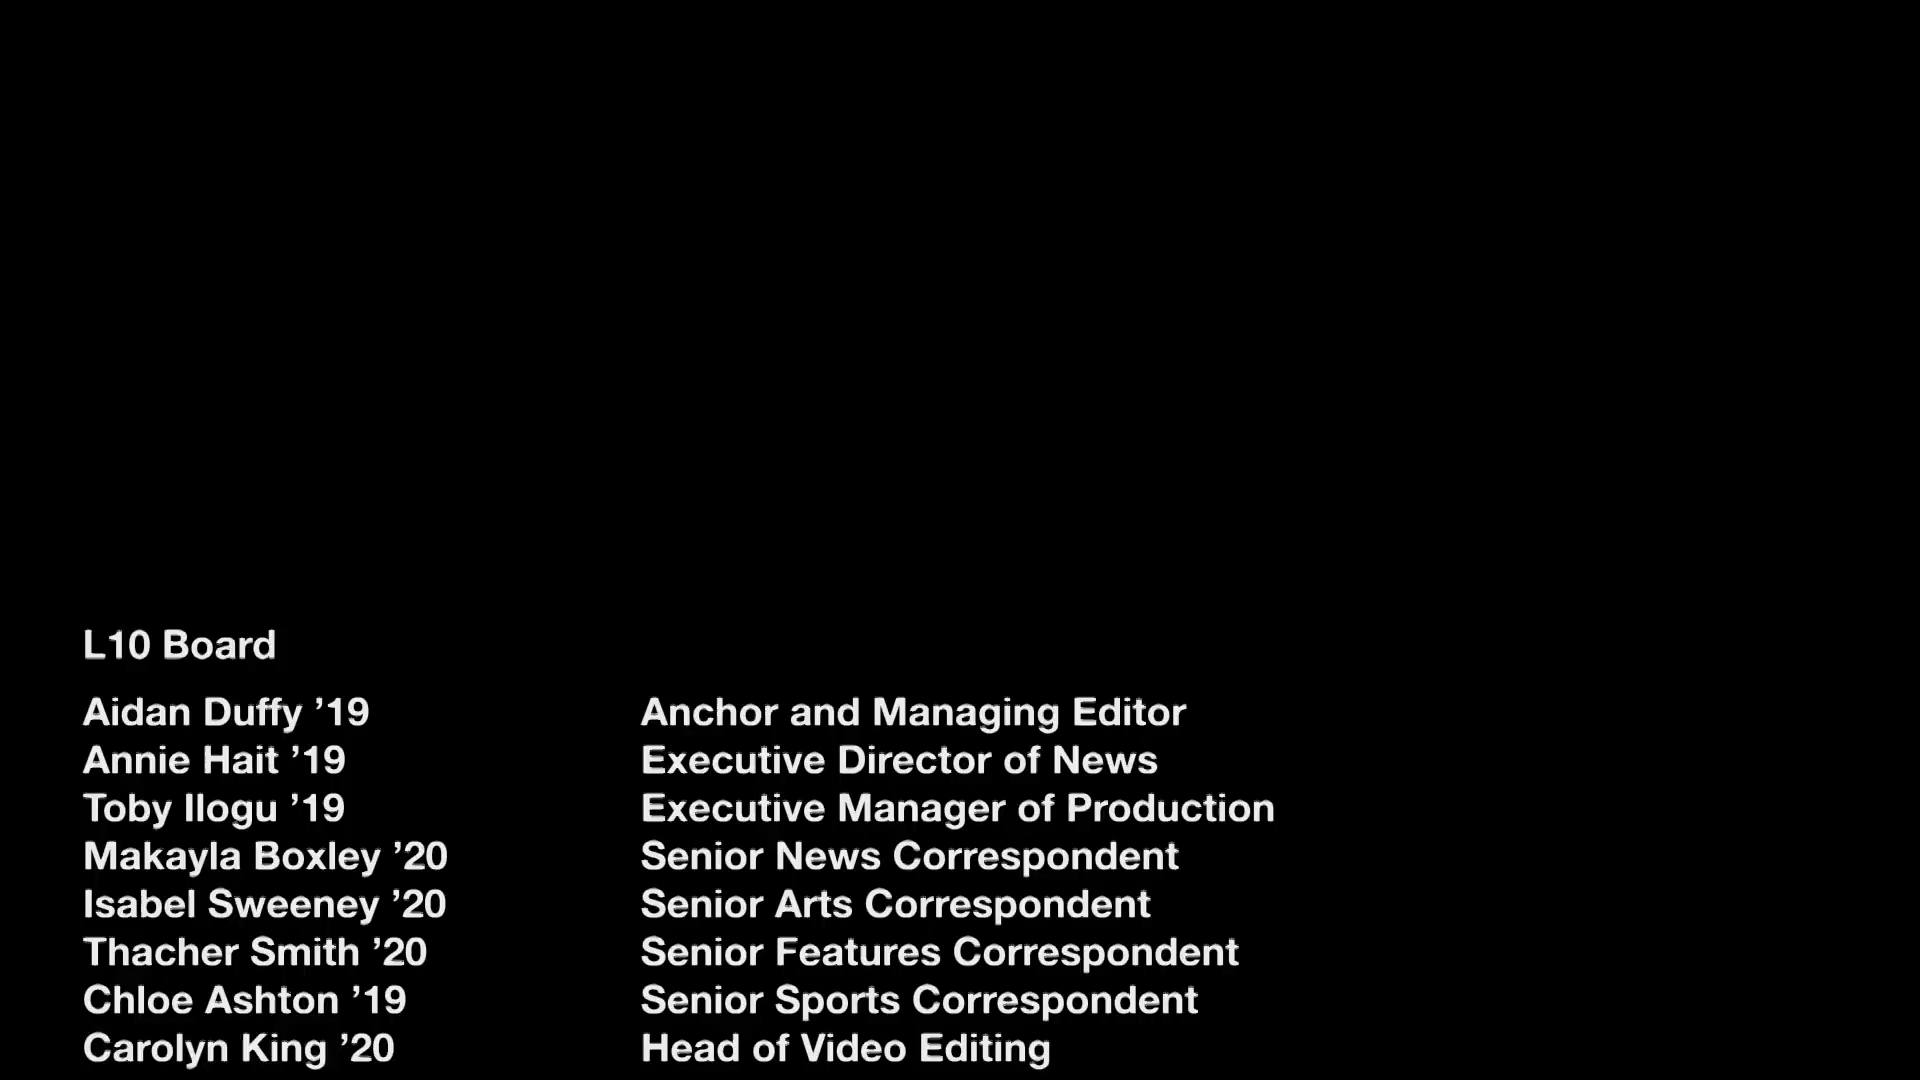 L10 Board
Aidan Duffy ’19 Anchor and Managing Editor
Annie Hait ’19 Executive Director of News
Toby Ilogu ’19 Executive Manager of Production
Makayla Boxley ’20 Senior News Correspondent
Isabel Sweeney ’20 Senior Arts Correspondent
Thacher Smith ’20 Senior Features Correspondent
Chloe Ashton ’19 Senior Sports Correspondent
Carolyn King ’20 Head of Video Editing